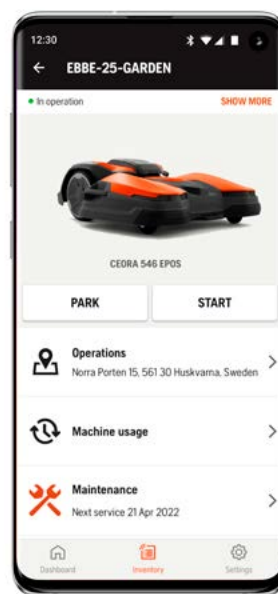 12:30
EBBE-25-GARDEN
In operation
SHOW MORE
CEORA 546 EPOS
PARK
START
Operations
Norra Porten 15, 561 30 Huskvarna, Sweden
Machine usage
Maintenance
Next service 21 Apr 2022
Dashboard
Inventory
Settings